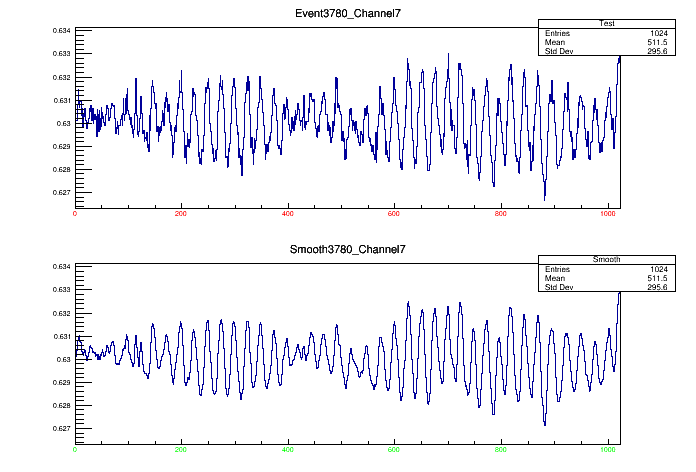 Event3780_Channel7
Test
Entries 1024
Mean 511.5
Std Dev 295.6
0.634
0.633
0.632
0.631
0.63
0.629
0.628
0.627
0 200 400 600 800 1000
Smooth3780_Channel7
Smooth
Entries 1024
Mean 511.5
Std Dev 295.6
0.634
0.633
0.632
0.631
0.63
0.629
0.628
0.627
0 200 400 600 800 1000